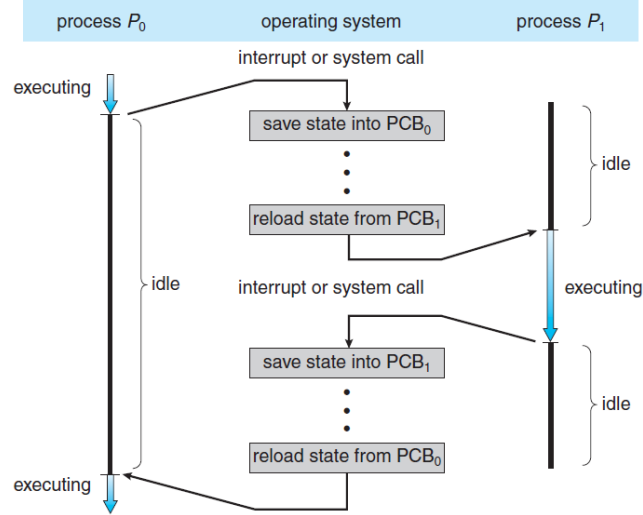 process P₀ operating system process P₁
interrupt or system call
executing
save state into PCB₀
idle
reload state from PCB₁
idle
interrupt or system call
executing
save state into PCB₁
idle
reload state from PCB₀
executing